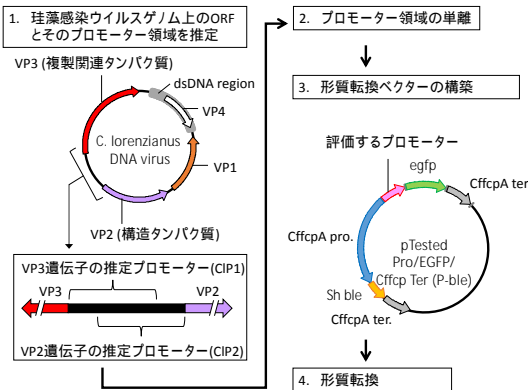 1. 珪藻感染ウイルスゲノム上のORF
とそのプロモーター領域を推定
VP3 (複製関連タンパク質)
dsDNA region
VP4
C. lorenzianus
DNA virus
VP1
VP2 (構造タンパク質)
VP3遺伝子の推定プロモーター(ClP1)
VP3
VP2
VP2遺伝子の推定プロモーター(ClP2)
2. プロモーター領域の単離
3. 形質転換ベクターの構築
評価するプロモーター
egfp
CffcpA ter
CffcpA pro.
pTested
Pro/EGFP/
Cffcp Ter (P-ble)
Sh ble
CffcpA ter.
4. 形質転換